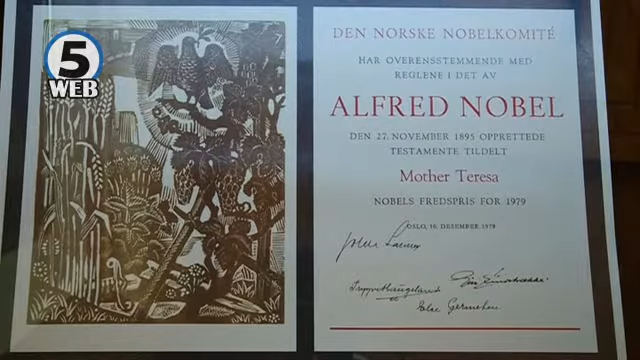 5
WEB
DEN NORSKE NOBELKOMITÉ
HAR OVERENSSTEMMENDE MED
REGLENE I DET AV
ALFRED NOBEL
DEN 27. NOVEMBER 1895 OPPRETTEDE
TESTAMENTE TILDELT
Mother Teresa
NOBELS FREDSPRIS FOR 1979
OSLO, 10. DESEMBER 1979